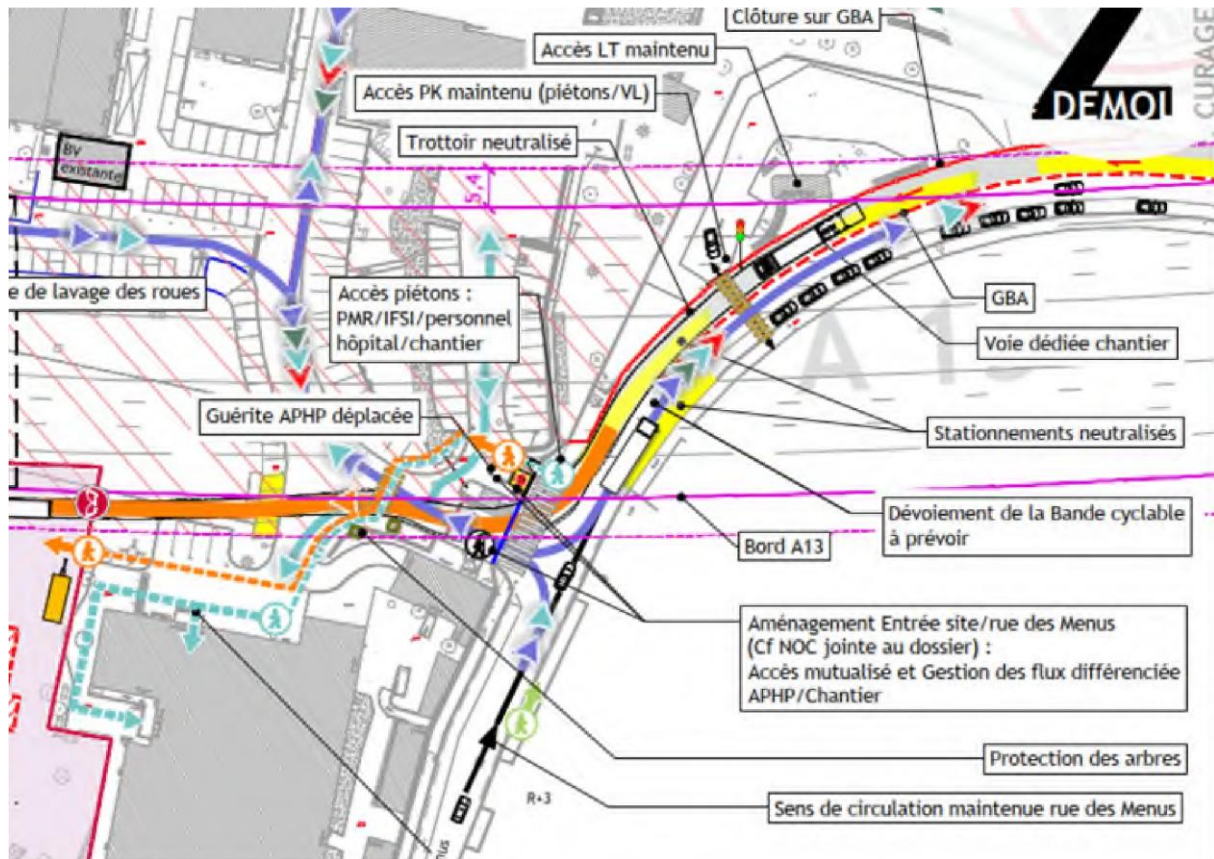 Clôture sur GBA
CURAGE
Accès LT maintenu
Accès PK maintenu (piétons/VL)
DEMOL
Trottoir neutralisé
BV
existante
5.4
e de lavage des roues
Accès piétons :
PMR/IFSI/personnel
hôpital/chantier
GBA
Voie dédiée chantier
A 13
Guérite APHP déplacée
Stationnements neutralisés
Dévoiement de la Bande cyclable
à prévoir
Bord A13
Aménagement Entrée site/rue des Menus
(Cf NOC jointe au dossier) :
Accès mutualisé et Gestion des flux différenciée
APHP/Chantier
Protection des arbres
R+3
Sens de circulation maintenue rue des Menus
nus